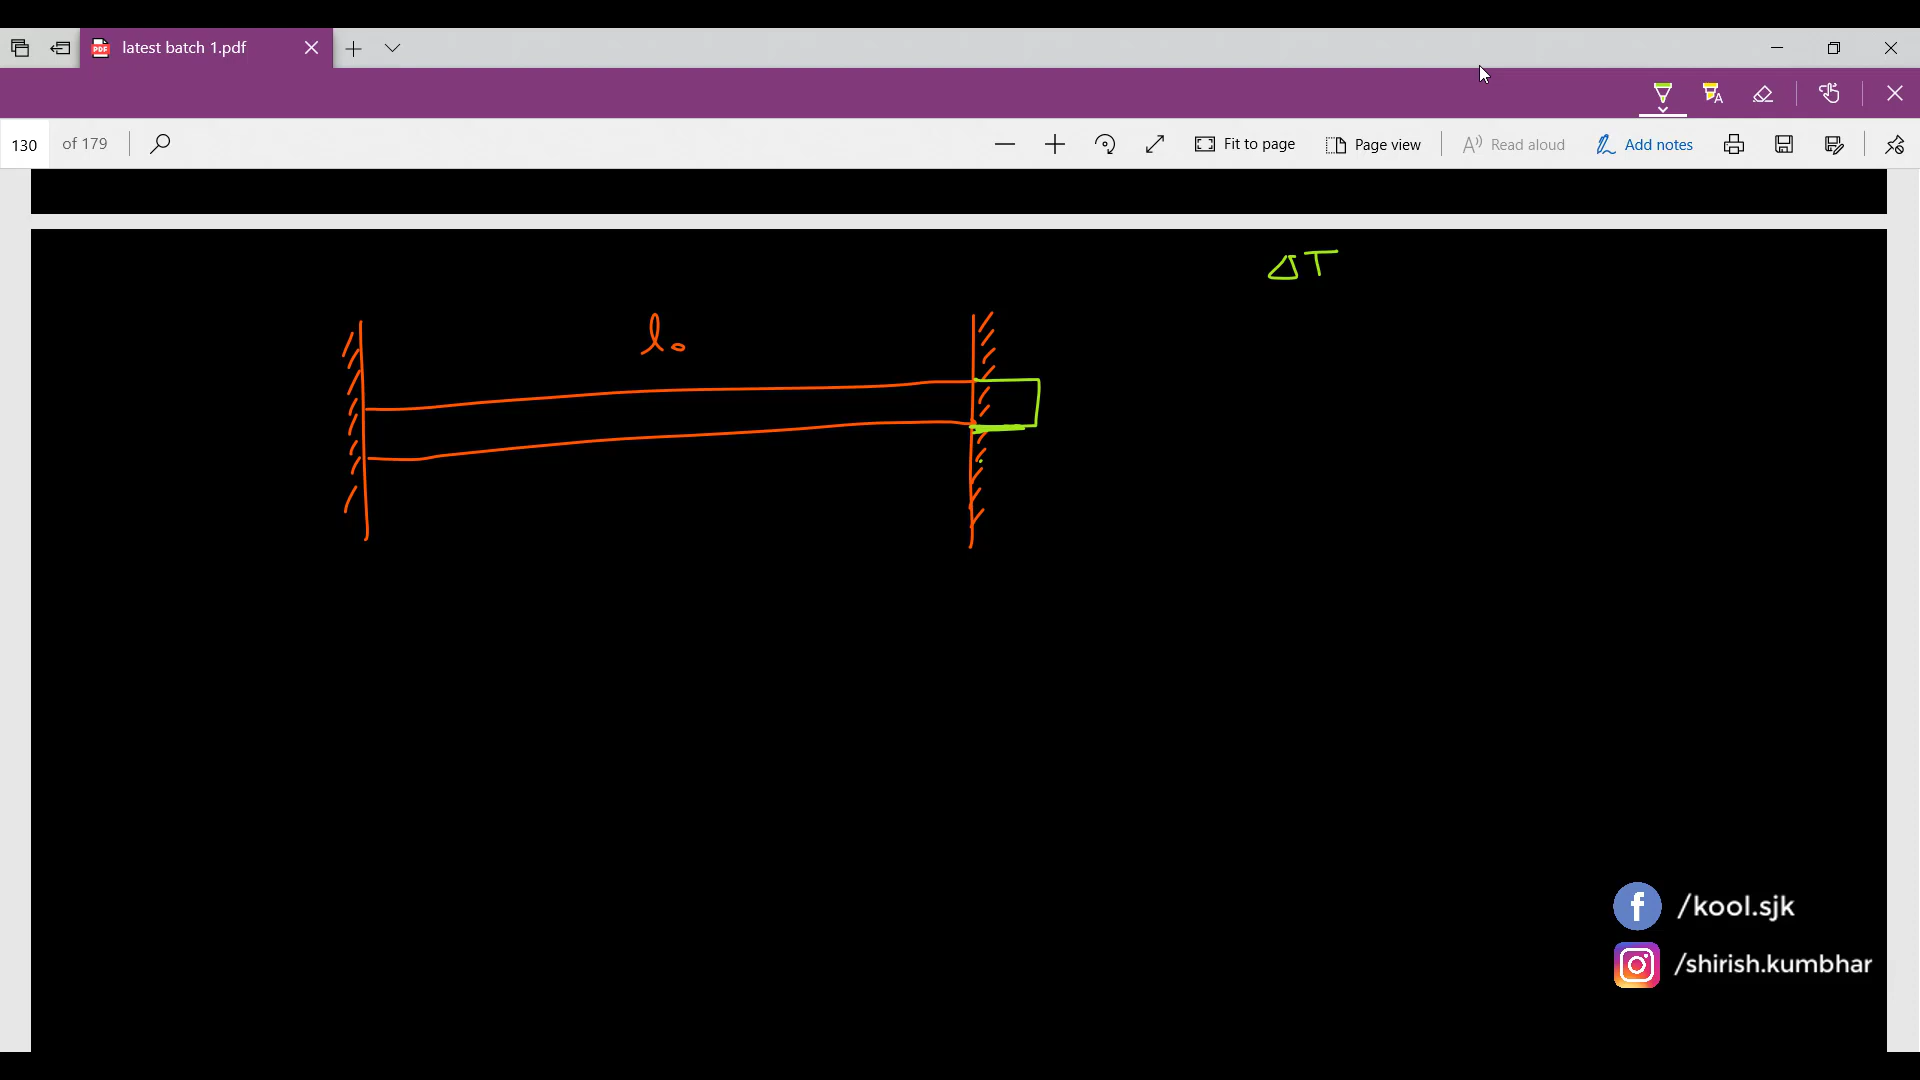 latest batch 1.pdf
130 of 179
Fit to page
Page view
Read aloud
Add notes
ΔT
l₀
/kool.sjk
/shirish.kumbhar